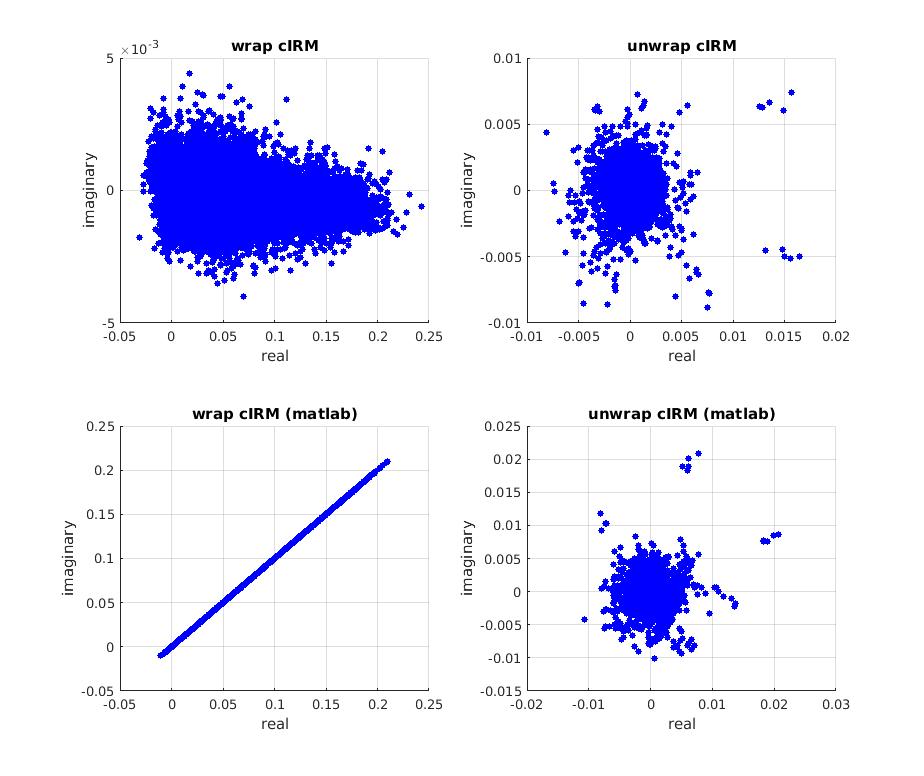 wrap cIRM
×10-3
5
0
-5
imaginary
-0.05 0 0.05 0.1 0.15 0.2 0.25
real
unwrap cIRM
0.01
0.005
0
-0.005
-0.01
imaginary
-0.01 -0.005 0 0.005 0.01 0.015 0.02
real
wrap cIRM (matlab)
0.25
0.2
0.15
0.1
0.05
0
-0.05
imaginary
-0.05 0 0.05 0.1 0.15 0.2 0.25
real
unwrap cIRM (matlab)
0.025
0.02
0.015
0.01
0.005
0
-0.005
-0.01
-0.015
imaginary
-0.02 -0.01 0 0.01 0.02 0.03
real